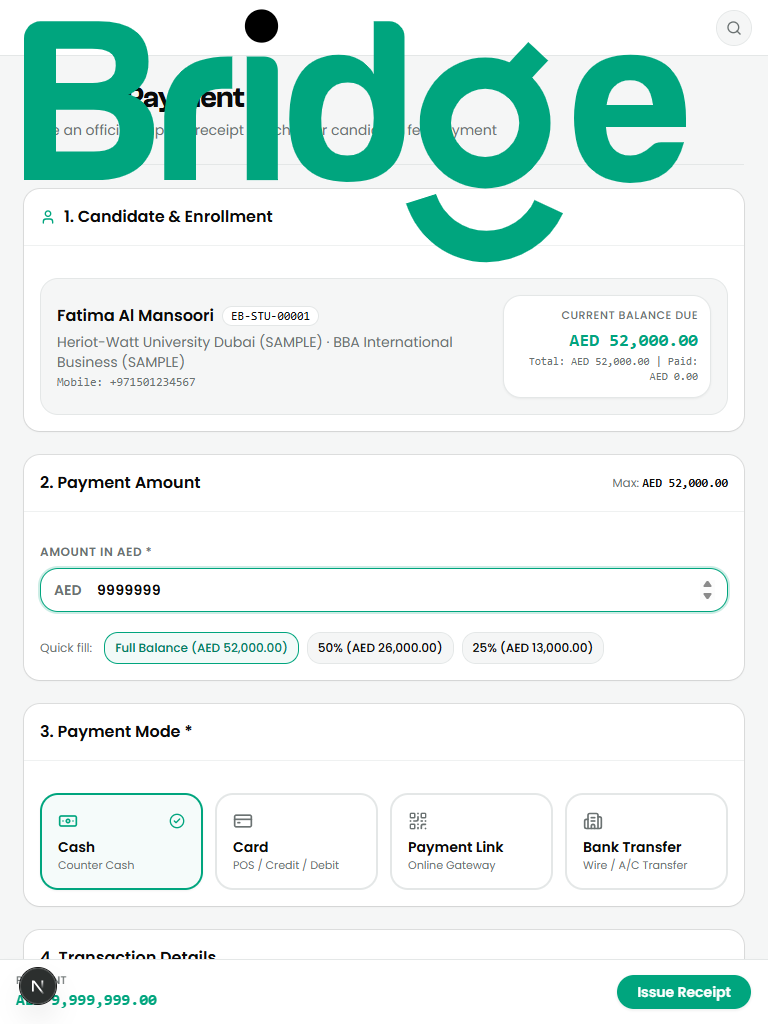 Bridge
Payment
e an offici
receipt
r candi
fe
yment
1. Candidate & Enrollment
Fatima Al Mansoori EB-STU-00001
Heriot-Watt University Dubai (SAMPLE) · BBA International
Business (SAMPLE)
Mobile: +971501234567
CURRENT BALANCE DUE
AED 52,000.00
Total: AED 52,000.00 | Paid:
AED 0.00
2. Payment Amount
Max: AED 52,000.00
AMOUNT IN AED *
AED 9999999
Quick fill: Full Balance (AED 52,000.00) 50% (AED 26,000.00) 25% (AED 13,000.00)
3. Payment Mode *
Cash
Counter Cash
Card
POS / Credit / Debit
Payment Link
Online Gateway
Bank Transfer
Wire / A/C Transfer
4. Transaction Details
N
9,999,999.00
Issue Receipt